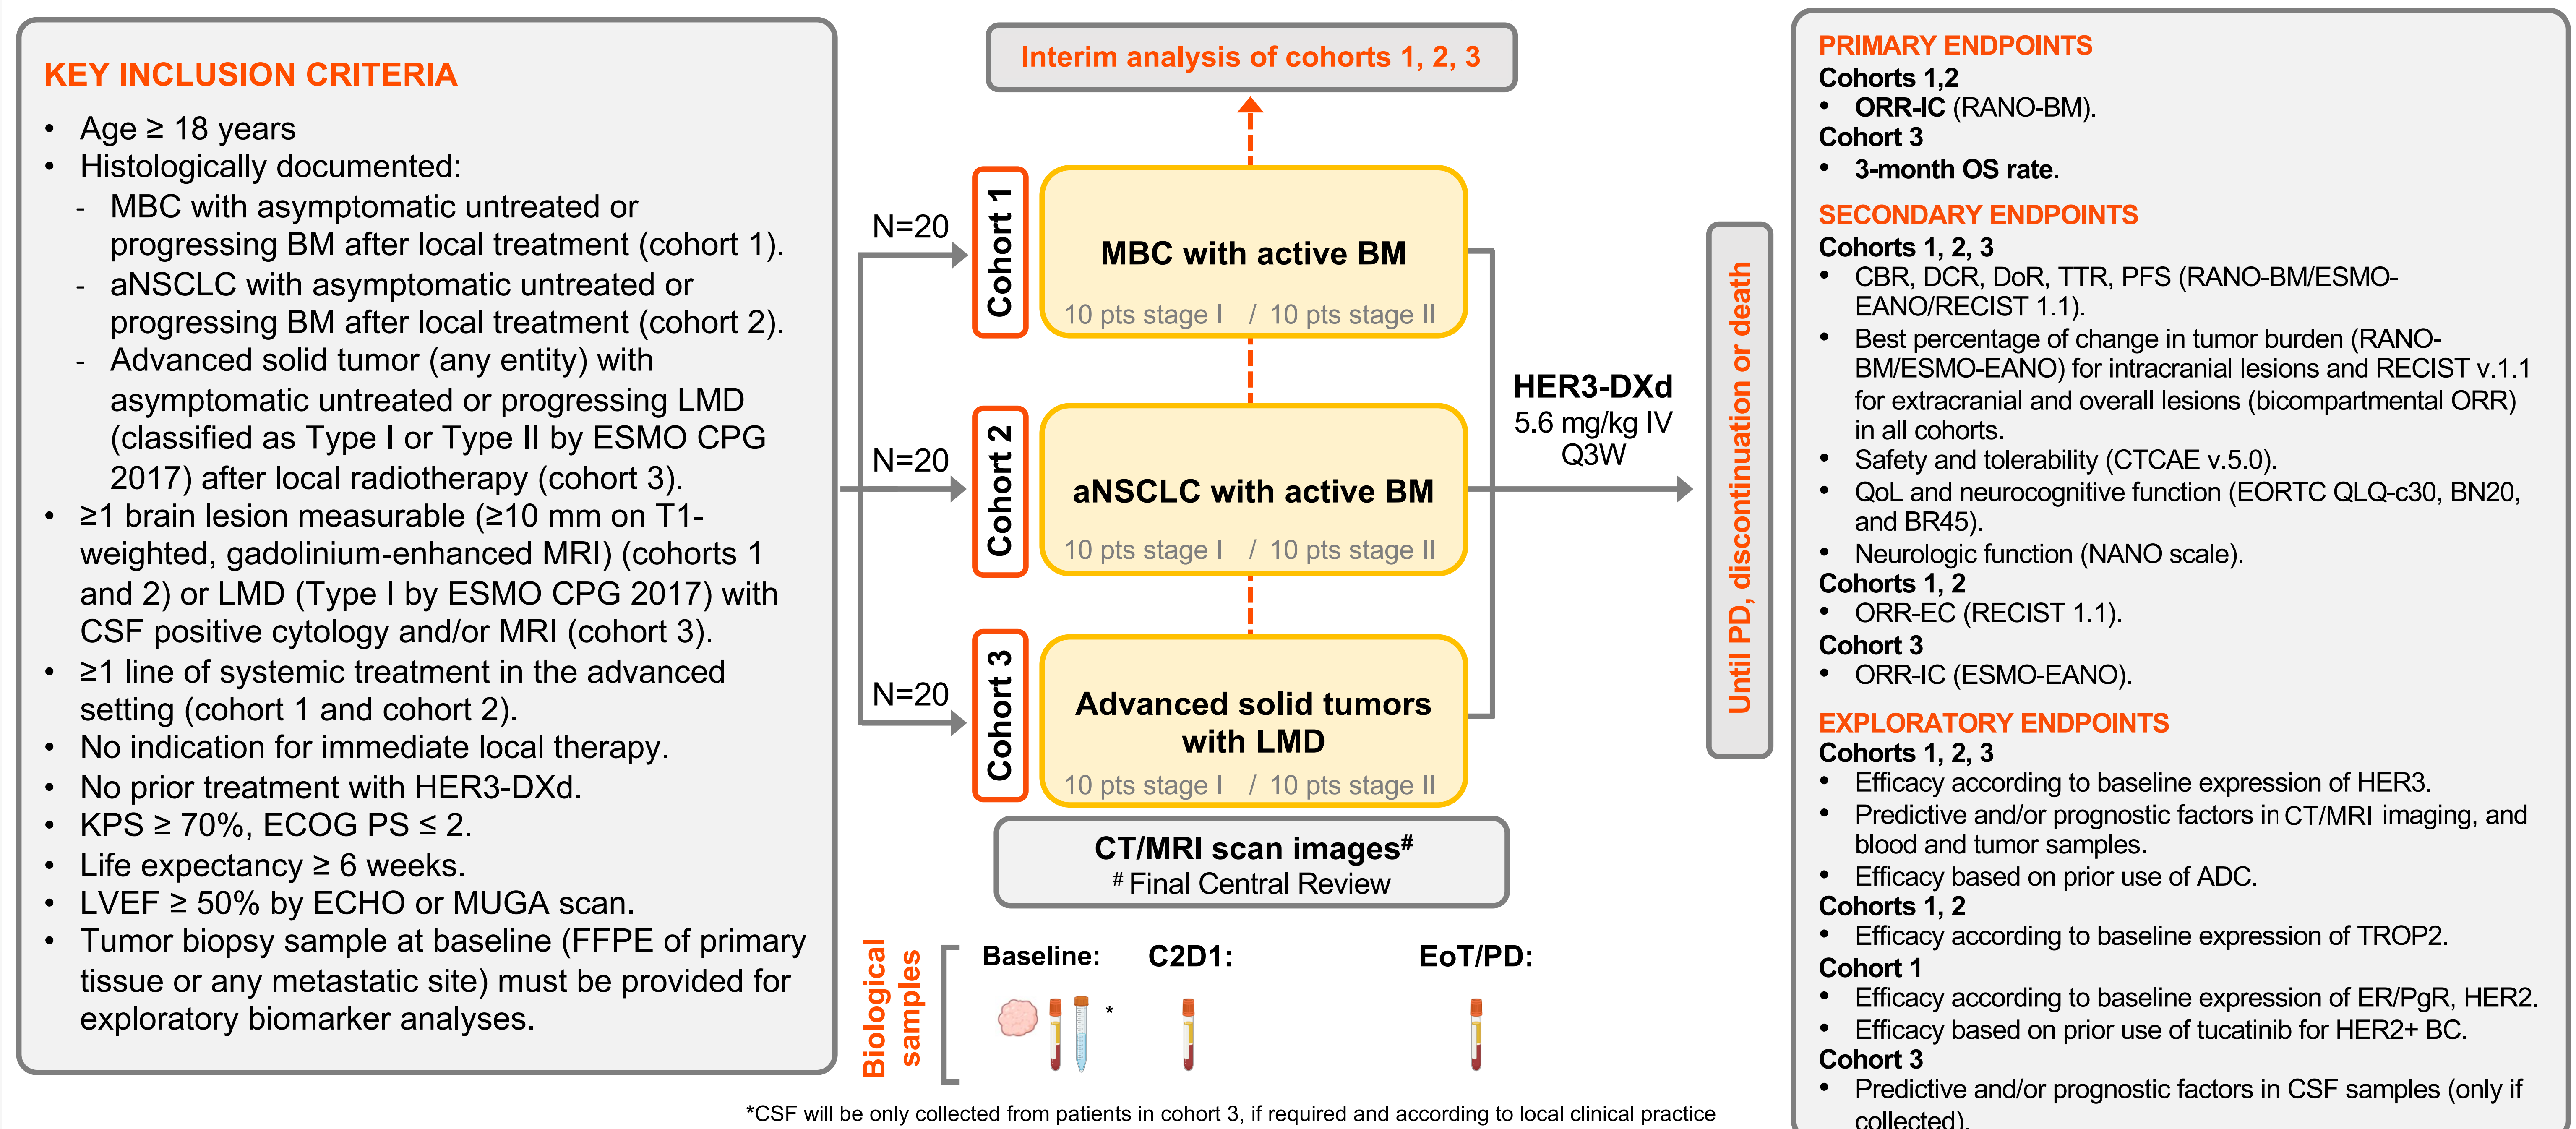 KEY INCLUSION CRITERIA
• Age ≥ 18 years
• Histologically documented:
- MBC with asymptomatic untreated or
progressing BM after local treatment (cohort 1).
- aNSCLC with asymptomatic untreated or
progressing BM after local treatment (cohort 2).
- Advanced solid tumor (any entity) with
asymptomatic untreated or progressing LMD
(classified as Type I or Type II by ESMO CPG
2017) after local radiotherapy (cohort 3).
• ≥1 brain lesion measurable (≥10 mm on T1-
weighted, gadolinium-enhanced MRI) (cohorts 1
and 2) or LMD (Type I by ESMO CPG 2017) with
CSF positive cytology and/or MRI (cohort 3).
• ≥1 line of systemic treatment in the advanced
setting (cohort 1 and cohort 2).
• No indication for immediate local therapy.
• No prior treatment with HER3-DXd.
• KPS ≥ 70%, ECOG PS ≤ 2.
• Life expectancy ≥ 6 weeks.
• LVEF ≥ 50% by ECHO or MUGA scan.
• Tumor biopsy sample at baseline (FFPE of primary
tissue or any metastatic site) must be provided for
exploratory biomarker analyses.
Interim analysis of cohorts 1, 2, 3
N=20
Cohort 1
MBC with active BM
10 pts stage I / 10 pts stage II
N=20
Cohort 2
aNSCLC with active BM
10 pts stage I / 10 pts stage II
N=20
Cohort 3
Advanced solid tumors
with LMD
10 pts stage I / 10 pts stage II
HER3-DXd
5.6 mg/kg IV
Q3W
Until PD, discontinuation or death
CT/MRI scan images#
# Final Central Review
Biological
samples
Baseline:
C2D1:
EoT/PD:
*
*CSF will be only collected from patients in cohort 3, if required and according to local clinical practice
PRIMARY ENDPOINTS
Cohorts 1,2
• ORR-IC (RANO-BM).
Cohort 3
• 3-month OS rate.
SECONDARY ENDPOINTS
Cohorts 1, 2, 3
• CBR, DCR, DoR, TTR, PFS (RANO-BM/ESMO-
EANO/RECIST 1.1).
• Best percentage of change in tumor burden (RANO-
BM/ESMO-EANO) for intracranial lesions and RECIST v.1.1
for extracranial and overall lesions (bicompartmental ORR)
in all cohorts.
• Safety and tolerability (CTCAE v.5.0).
• QoL and neurocognitive function (EORTC QLQ-c30, BN20,
and BR45).
• Neurologic function (NANO scale).
Cohorts 1, 2
• ORR-EC (RECIST 1.1).
Cohort 3
• ORR-IC (ESMO-EANO).
EXPLORATORY ENDPOINTS
Cohorts 1, 2, 3
• Efficacy according to baseline expression of HER3.
• Predictive and/or prognostic factors in CT/MRI imaging, and
blood and tumor samples.
• Efficacy based on prior use of ADC.
Cohorts 1, 2
• Efficacy according to baseline expression of TROP2.
Cohort 1
• Efficacy according to baseline expression of ER/PgR, HER2.
• Efficacy based on prior use of tucatinib for HER2+ BC.
Cohort 3
• Predictive and/or prognostic factors in CSF samples (only if
collected).